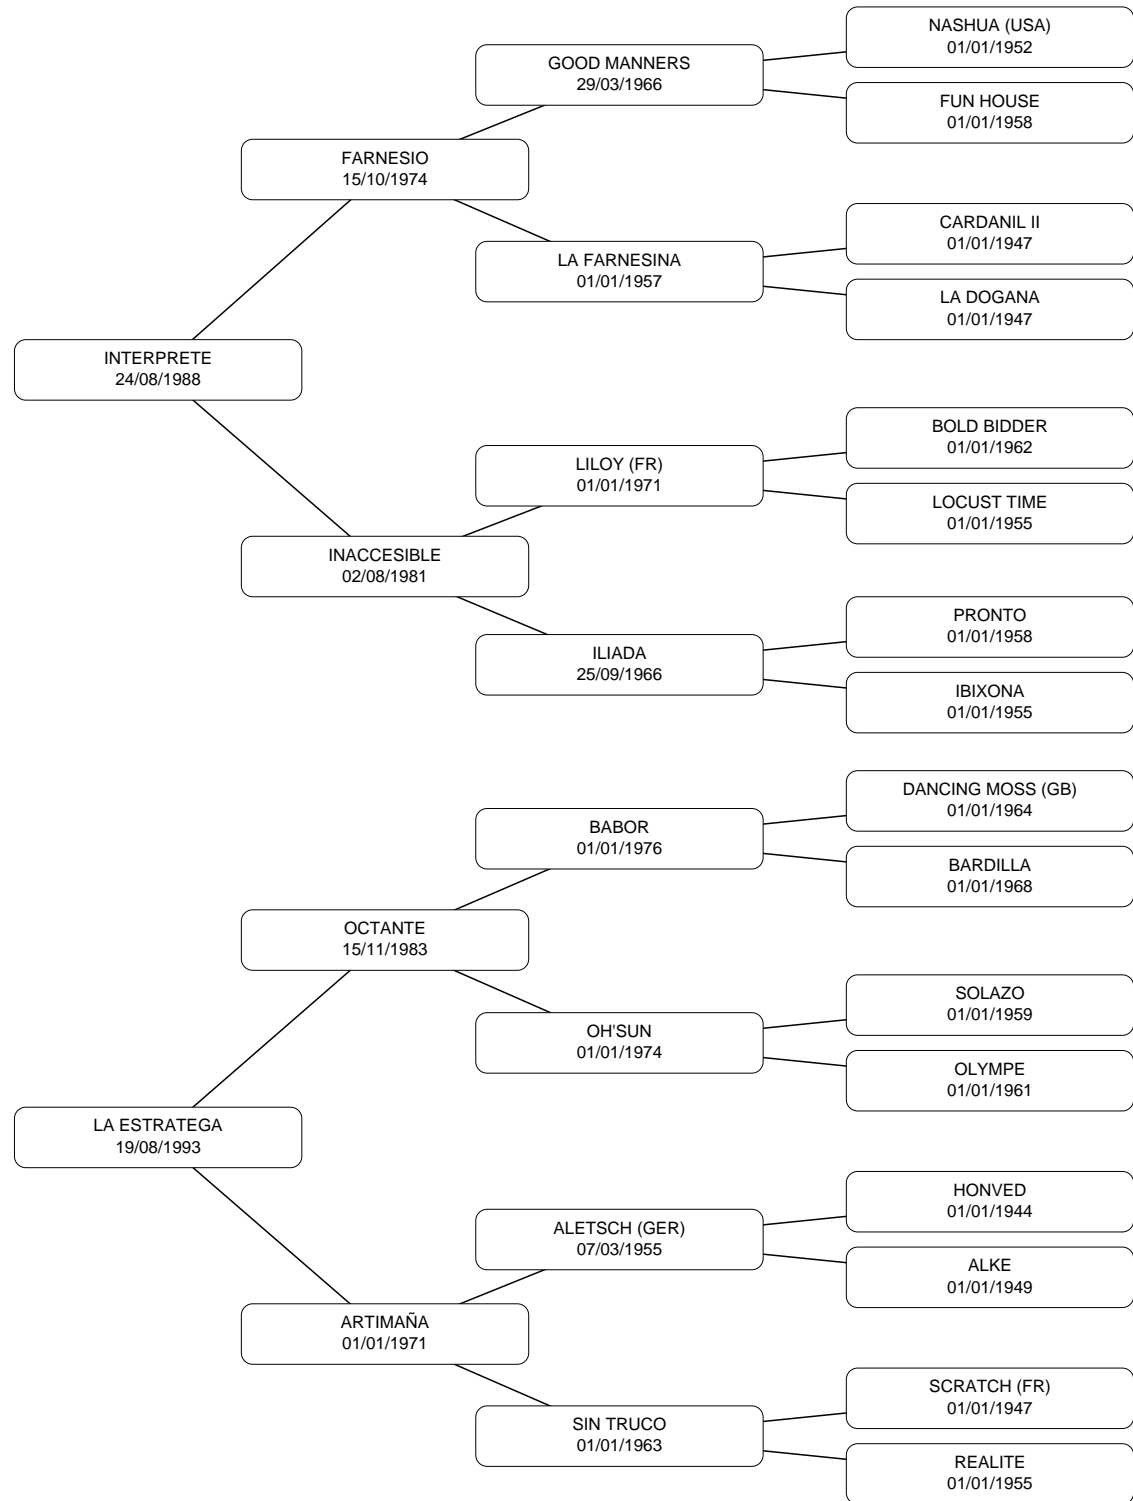 NASHUA (USA)
01/01/1952
GOOD MANNERS
29/03/1966
FUN HOUSE
01/01/1958
FARNESIO
15/10/1974
CARDANIL II
01/01/1947
LA FARNESINA
01/01/1957
LA DOGANA
01/01/1947
INTERPRETE
24/08/1988
BOLD BIDDER
01/01/1962
LILOY (FR)
01/01/1971
LOCUST TIME
01/01/1955
INACCESIBLE
02/08/1981
PRONTO
01/01/1958
ILIADA
25/09/1966
IBIXONA
01/01/1955
DANCING MOSS (GB)
01/01/1964
BABOR
01/01/1976
BARDILLA
01/01/1968
OCTANTE
15/11/1983
SOLAZO
01/01/1959
OH'SUN
01/01/1974
OLYMPE
01/01/1961
LA ESTRATEGA
19/08/1993
HONVED
01/01/1944
ALETSCH (GER)
07/03/1955
ALKE
01/01/1949
ARTIMAÑA
01/01/1971
SCRATCH (FR)
01/01/1947
SIN TRUCO
01/01/1963
REALITE
01/01/1955